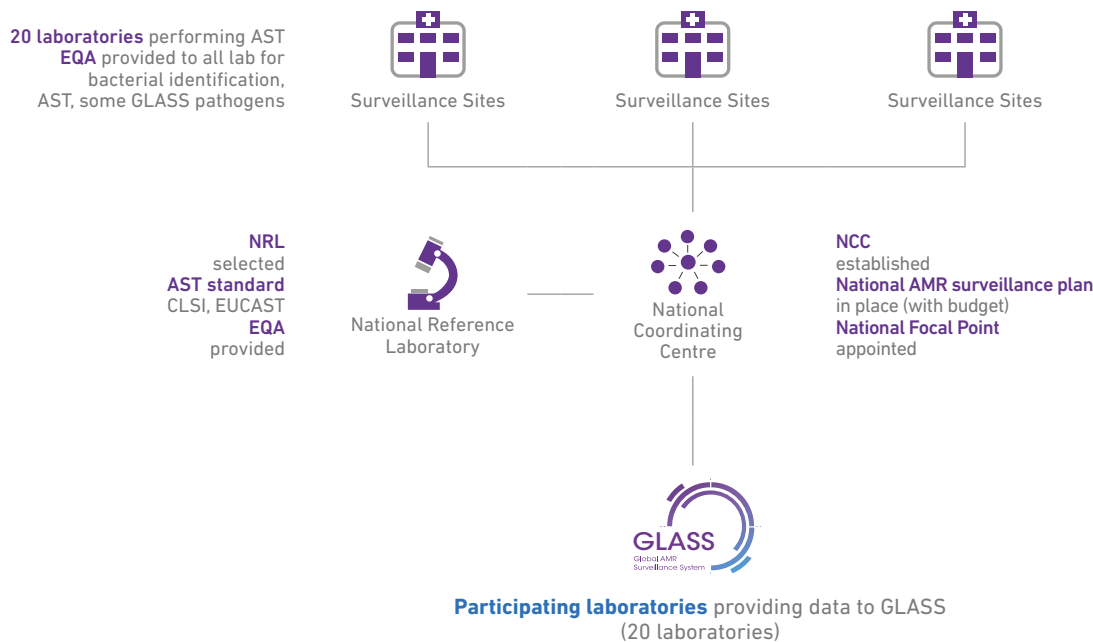 20 laboratories performing AST
EQA provided to all lab for
bacterial identification,
AST, some GLASS pathogens
Surveillance Sites
Surveillance Sites
Surveillance Sites
NRL
selected
AST standard
CLSI, EUCAST
EQA
provided
National Reference
Laboratory
National
Coordinating
Centre
NCC
established
National AMR surveillance plan
in place (with budget)
National Focal Point
appointed
GLASS
Global AMR
Surveillance System
Participating laboratories providing data to GLASS
(20 laboratories)